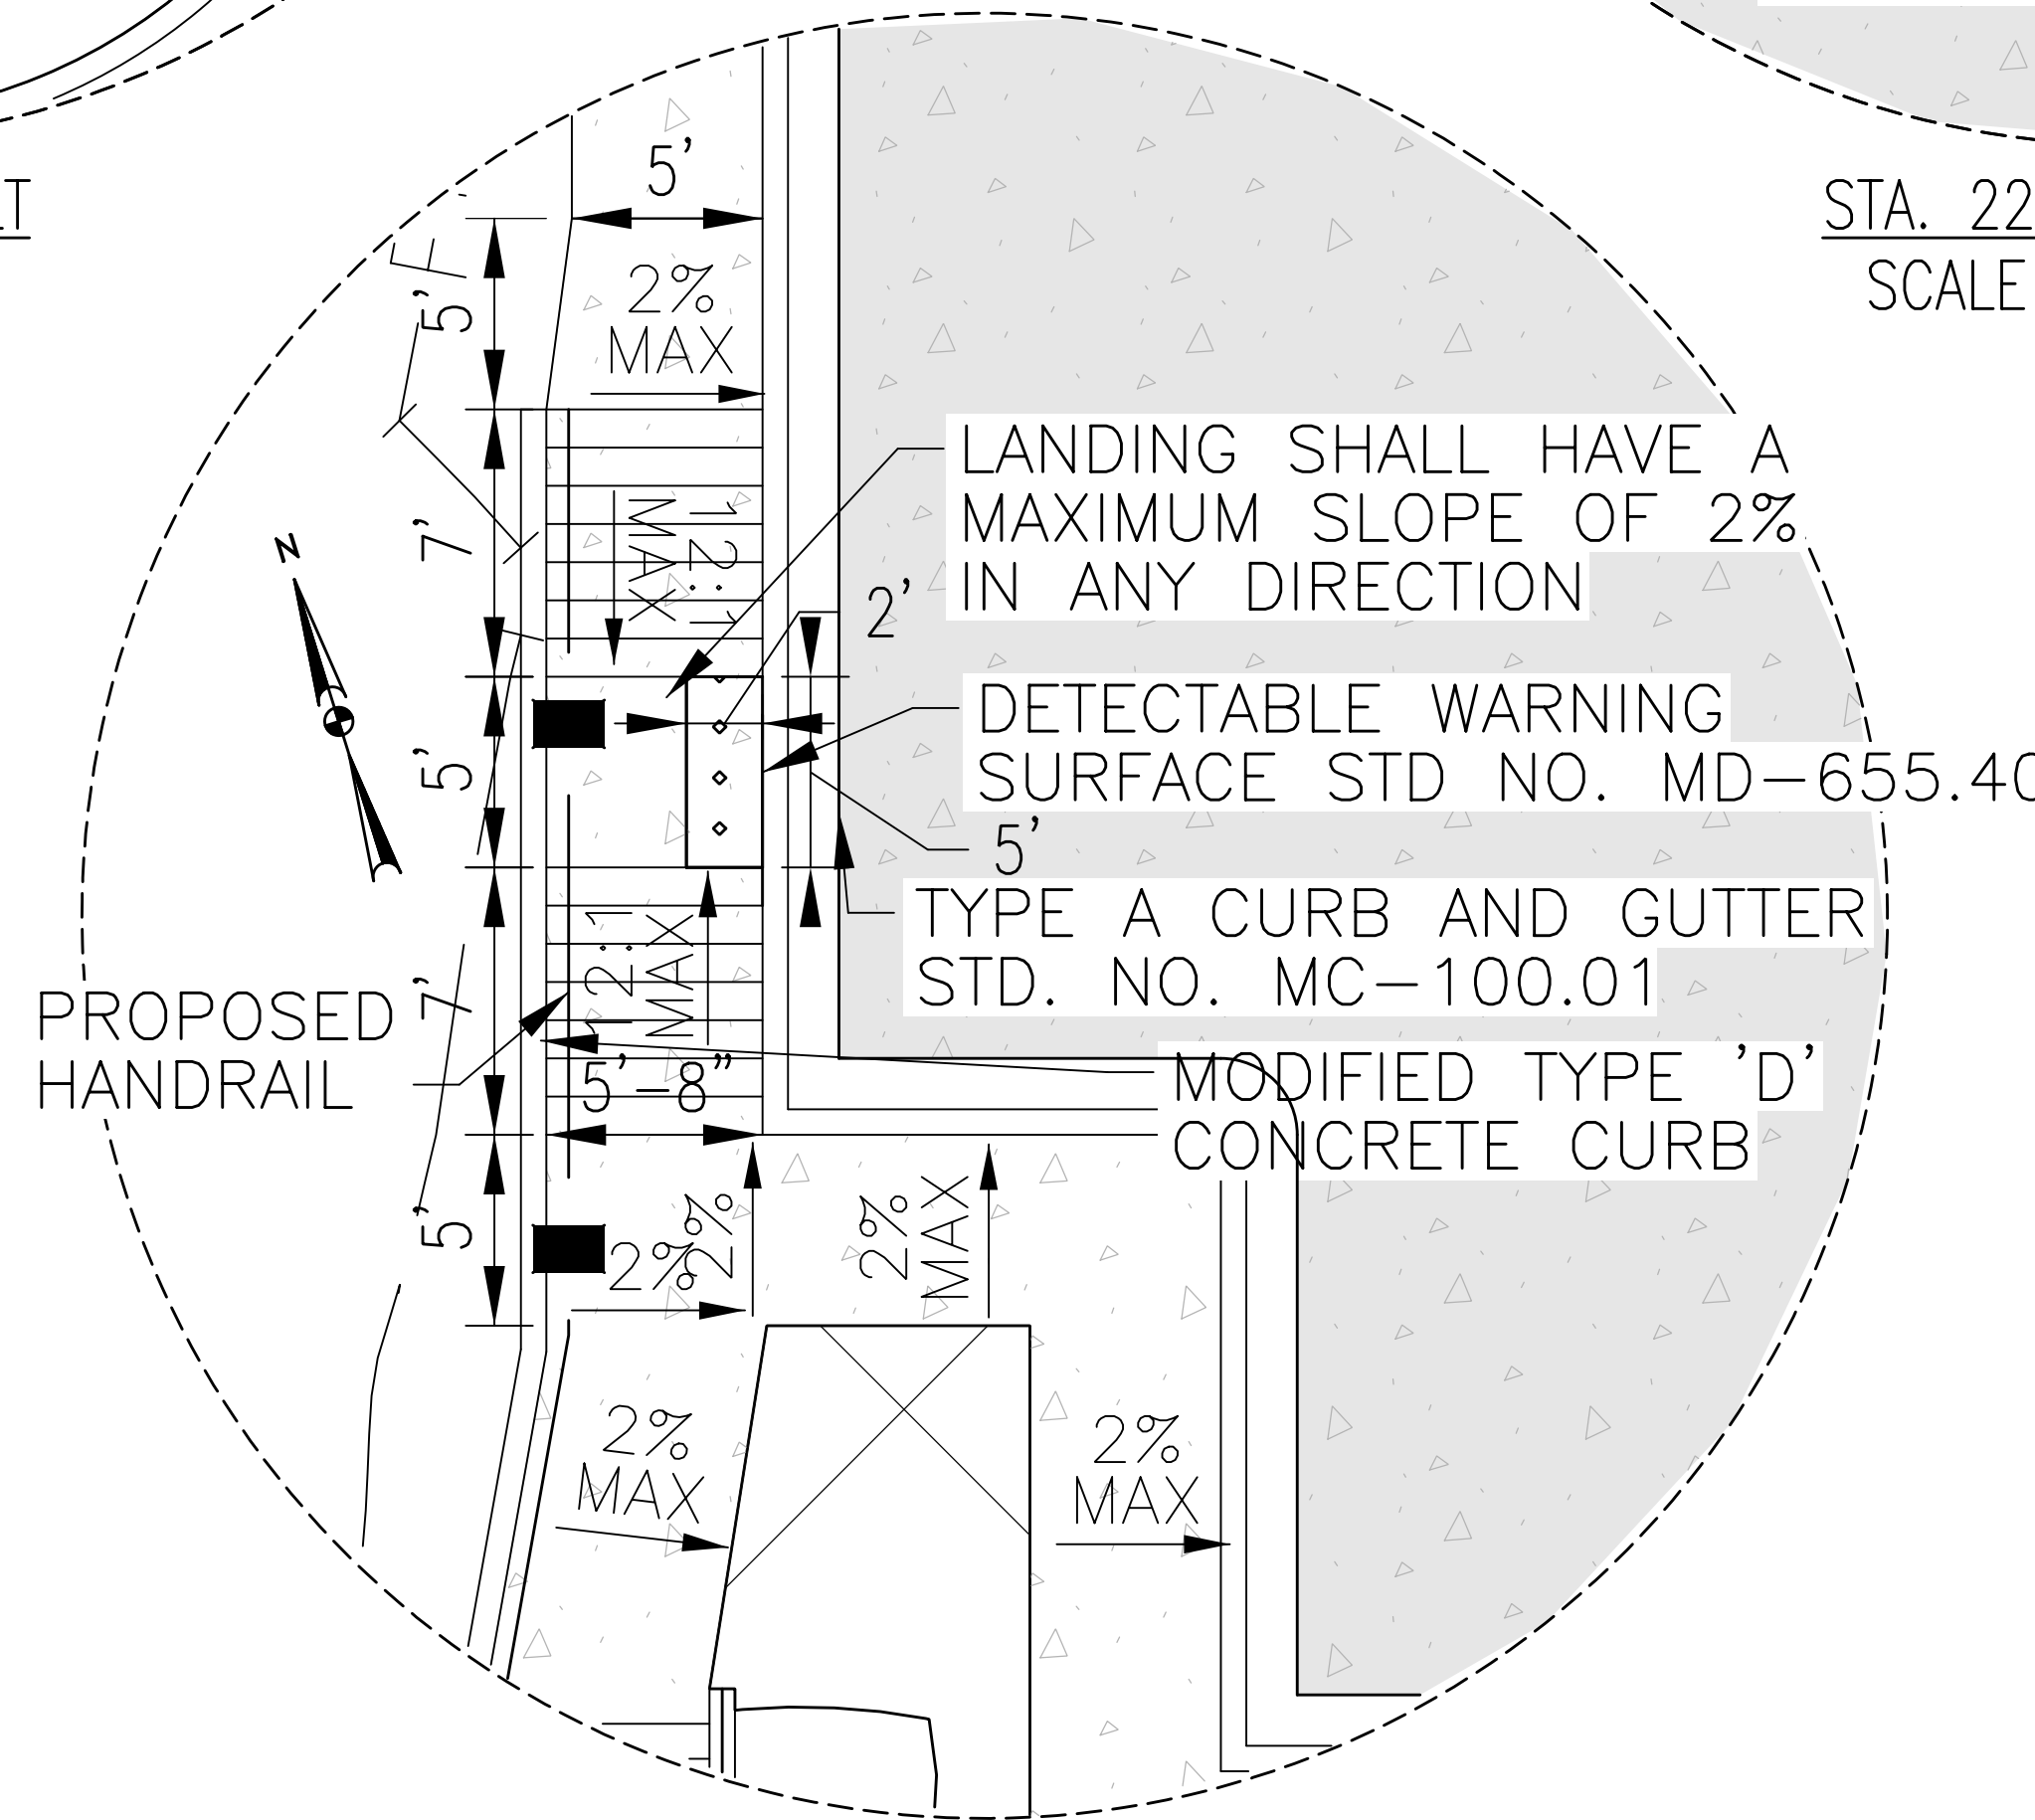 5'
2%
MAX
5'
7'
12:1
MAX
N
LANDING SHALL HAVE A
MAXIMUM SLOPE OF 2%
IN ANY DIRECTION
2'
DETECTABLE WARNING
SURFACE STD NO. MD-655.40
5'
5'
TYPE A CURB AND GUTTER
STD. NO. MC-100.01
12:1
MAX
7'
PROPOSED
HANDRAIL
5'-8"
MODIFIED TYPE 'D'
CONCRETE CURB
5'
2%
2%
2%
MAX
2%
MAX
2%
MAX
STA. 22
SCALE